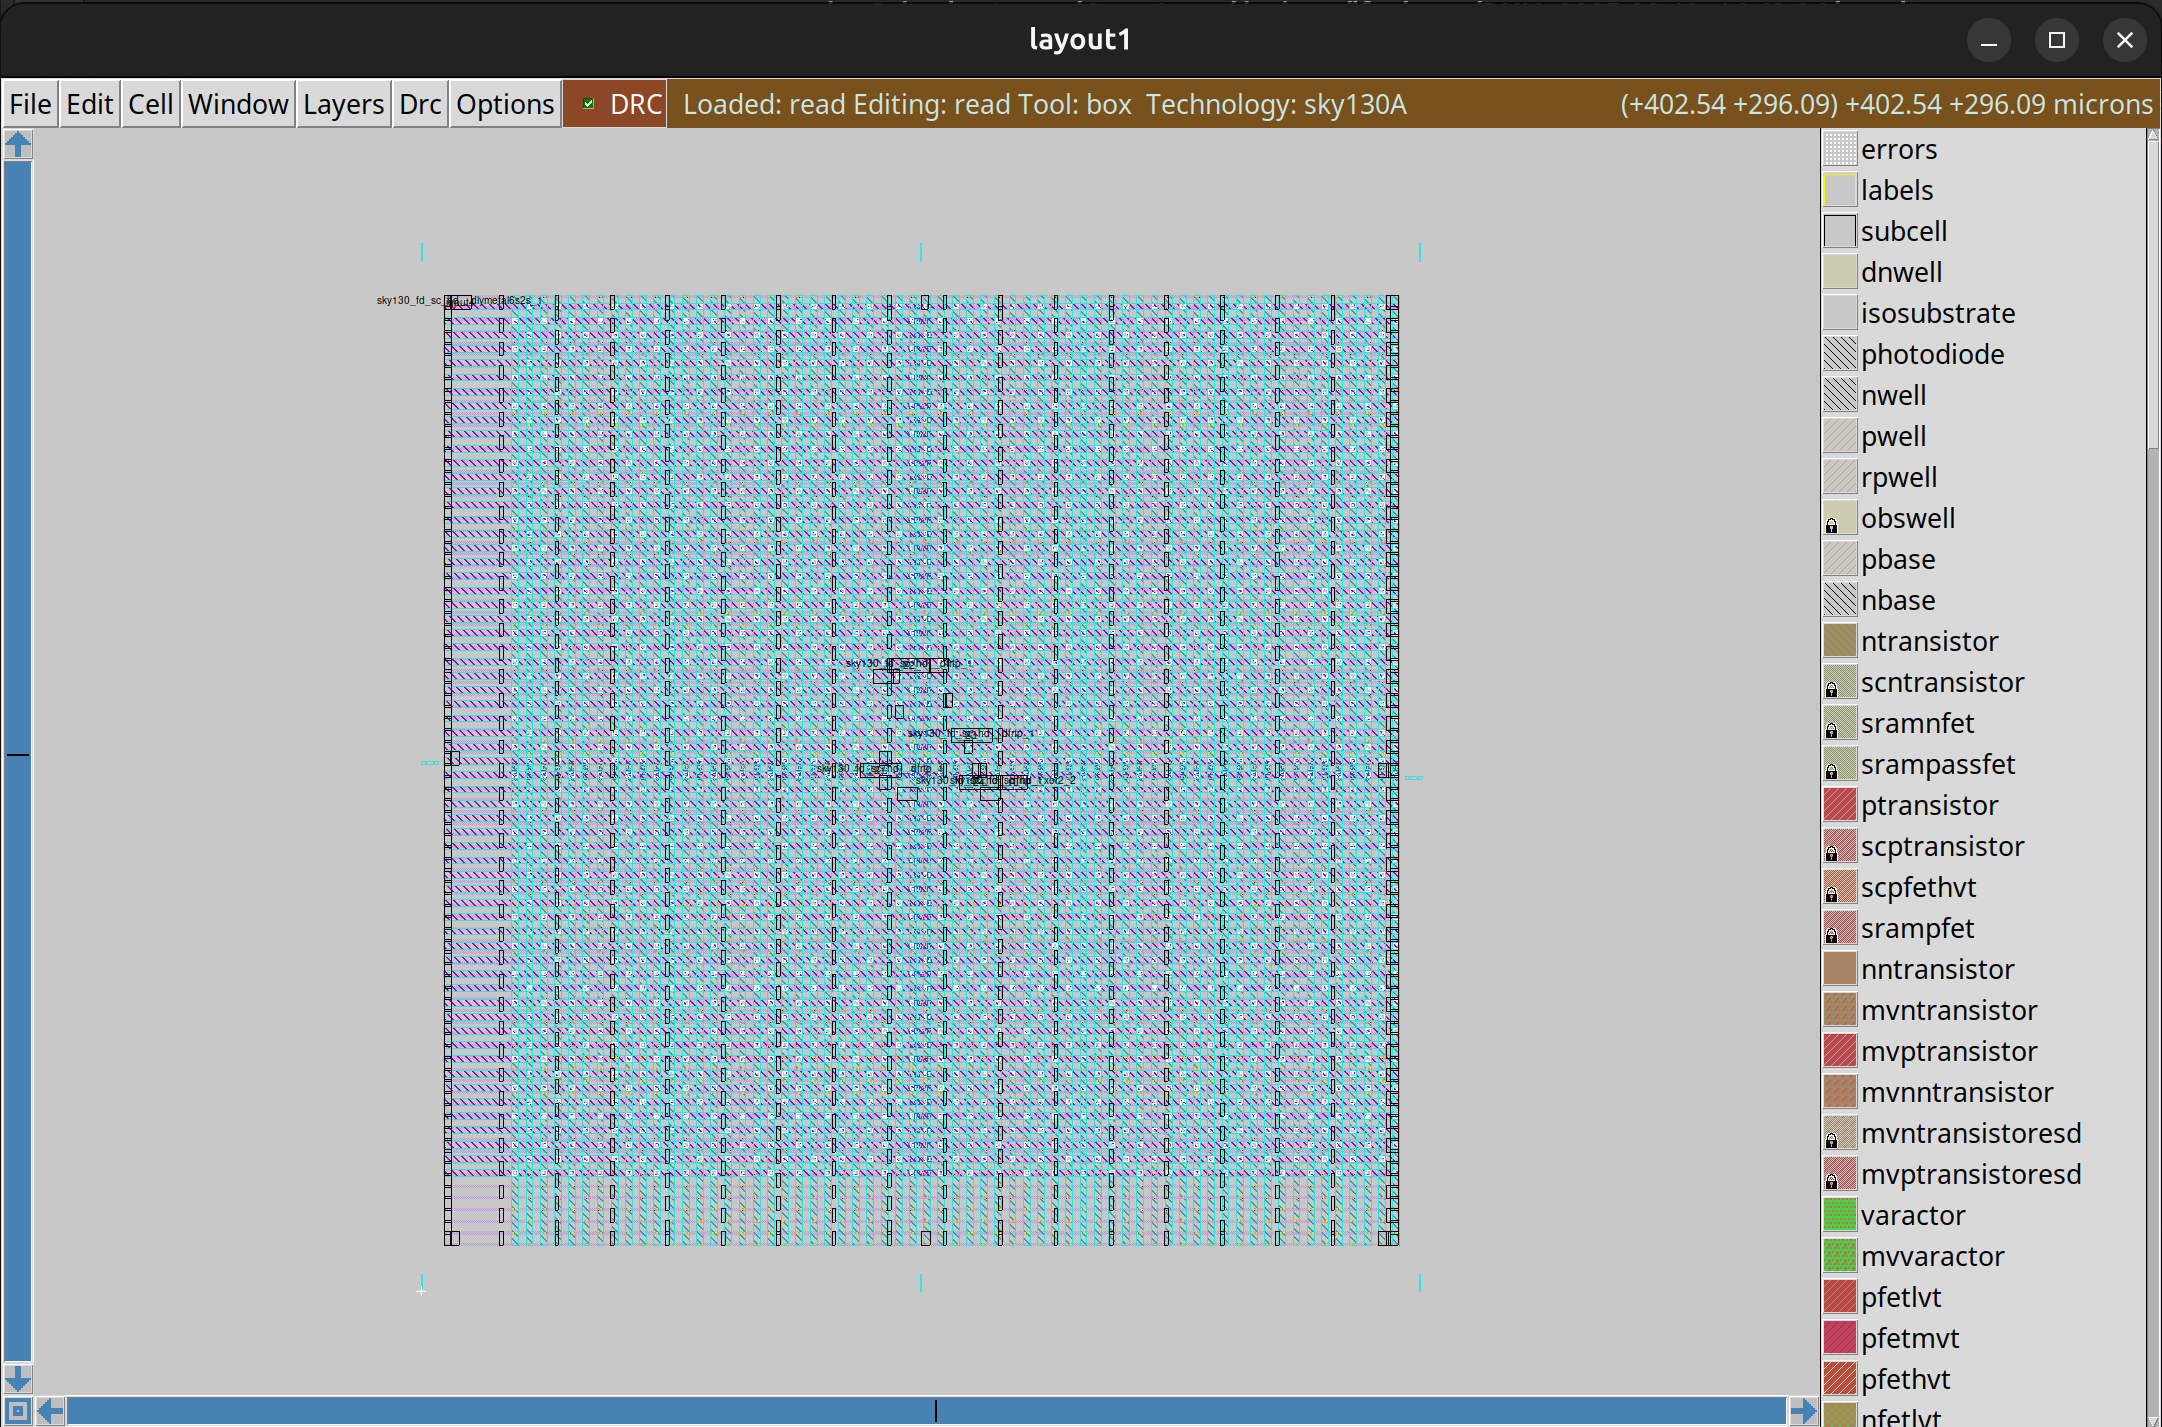 layout1
File Edit Cell Window Layers Drc Options DRC Loaded: read Editing: read Tool: box Technology: sky130A (+402.54 +296.09) +402.54 +296.09 microns
errors
labels
subcell
dnwell
isosubstrate
photodiode
nwell
pwell
rpwell
obswell
pbase
nbase
ntransistor
scntransistor
sramnfet
srampassfet
ptransistor
scptransistor
scpfethvt
srampfet
nntransistor
mvntransistor
mvptransistor
mvnntransistor
mvntransistoresd
mvptransistoresd
varactor
mvvaractor
pfetlvt
pfetmvt
pfethvt
nfetlvt